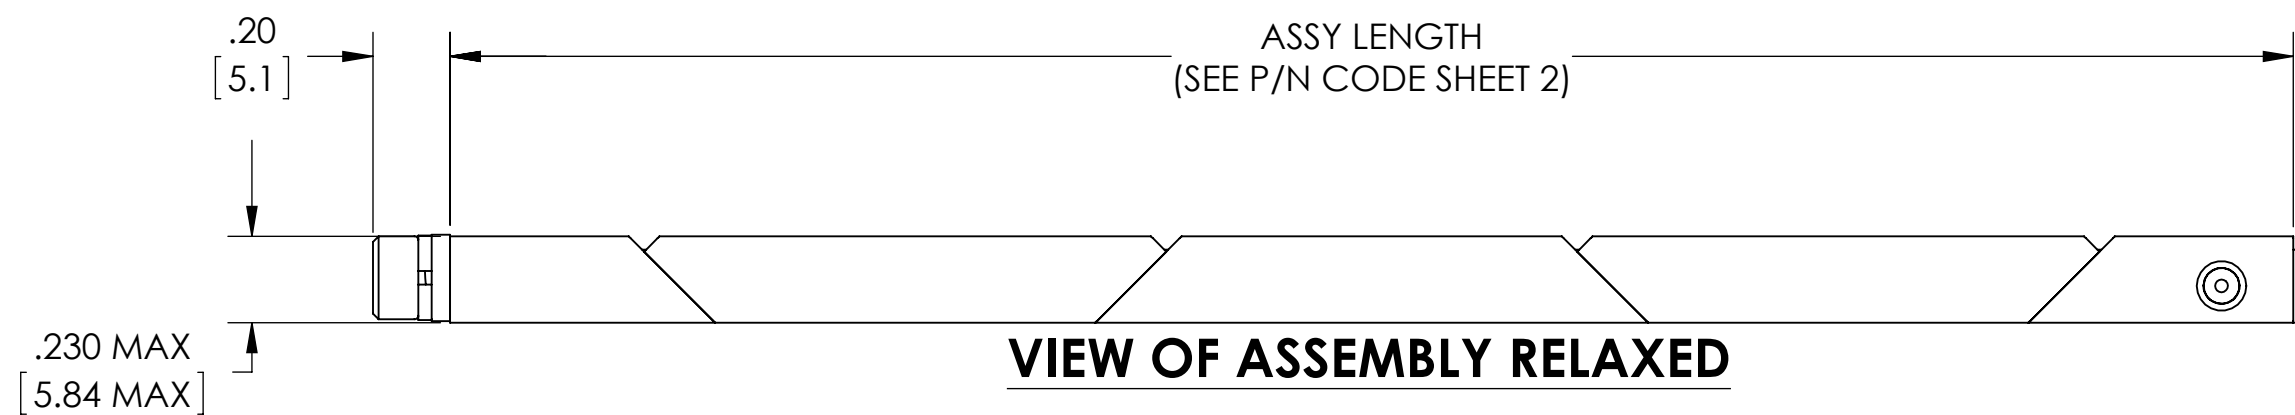 .20
[5.1]
ASSY LENGTH
(SEE P/N CODE SHEET 2)
.230 MAX
[5.84 MAX]
VIEW OF ASSEMBLY RELAXED